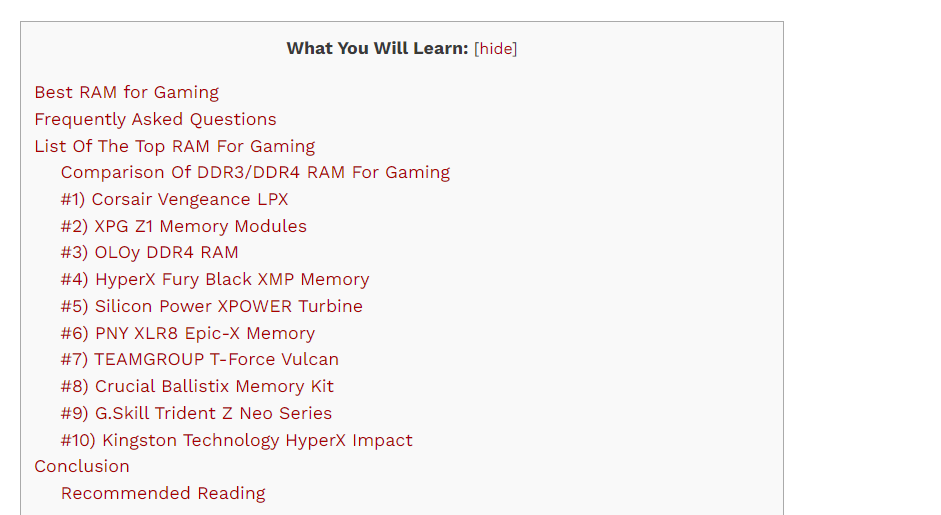 What You Will Learn: [hide]
Best RAM for Gaming
Frequently Asked Questions
List Of The Top RAM For Gaming
Comparison Of DDR3/DDR4 RAM For Gaming
#1) Corsair Vengeance LPX
#2) XPG Z1 Memory Modules
#3) OLOy DDR4 RAM
#4) HyperX Fury Black XMP Memory
#5) Silicon Power XPOWER Turbine
#6) PNY XLR8 Epic-X Memory
#7) TEAMGROUP T-Force Vulcan
#8) Crucial Ballistix Memory Kit
#9) G.Skill Trident Z Neo Series
#10) Kingston Technology HyperX Impact
Conclusion
Recommended Reading